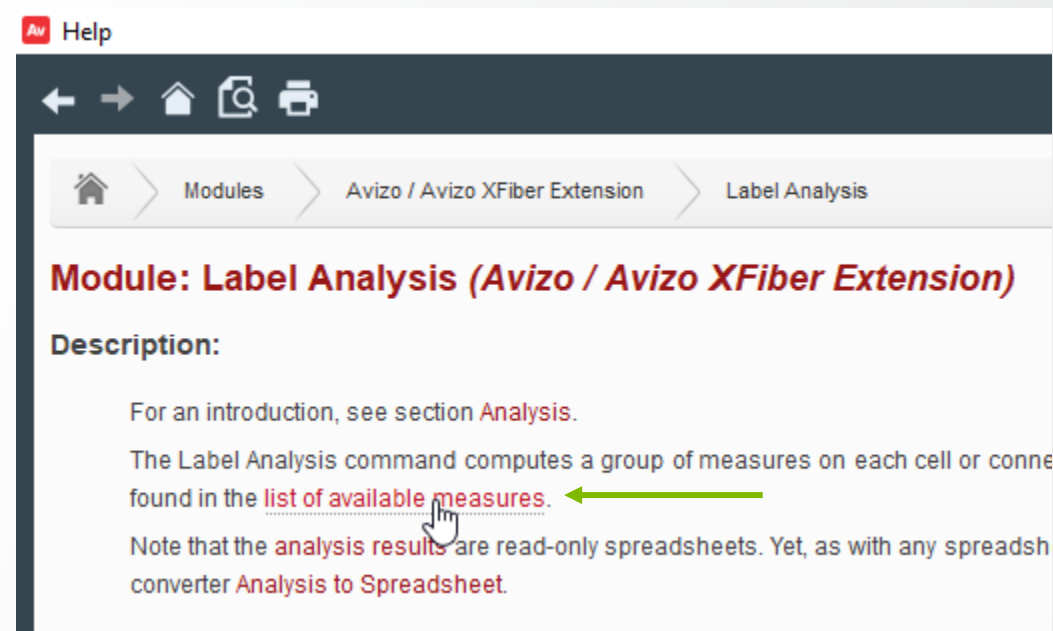 Av Help
Modules Avizo / Avizo XFiber Extension Label Analysis
Module: Label Analysis (Avizo / Avizo XFiber Extension)
Description:
For an introduction, see section Analysis.
The Label Analysis command computes a group of measures on each cell or conne
found in the list of available measures.
Note that the analysis results are read-only spreadsheets. Yet, as with any spreadsh
converter Analysis to Spreadsheet.